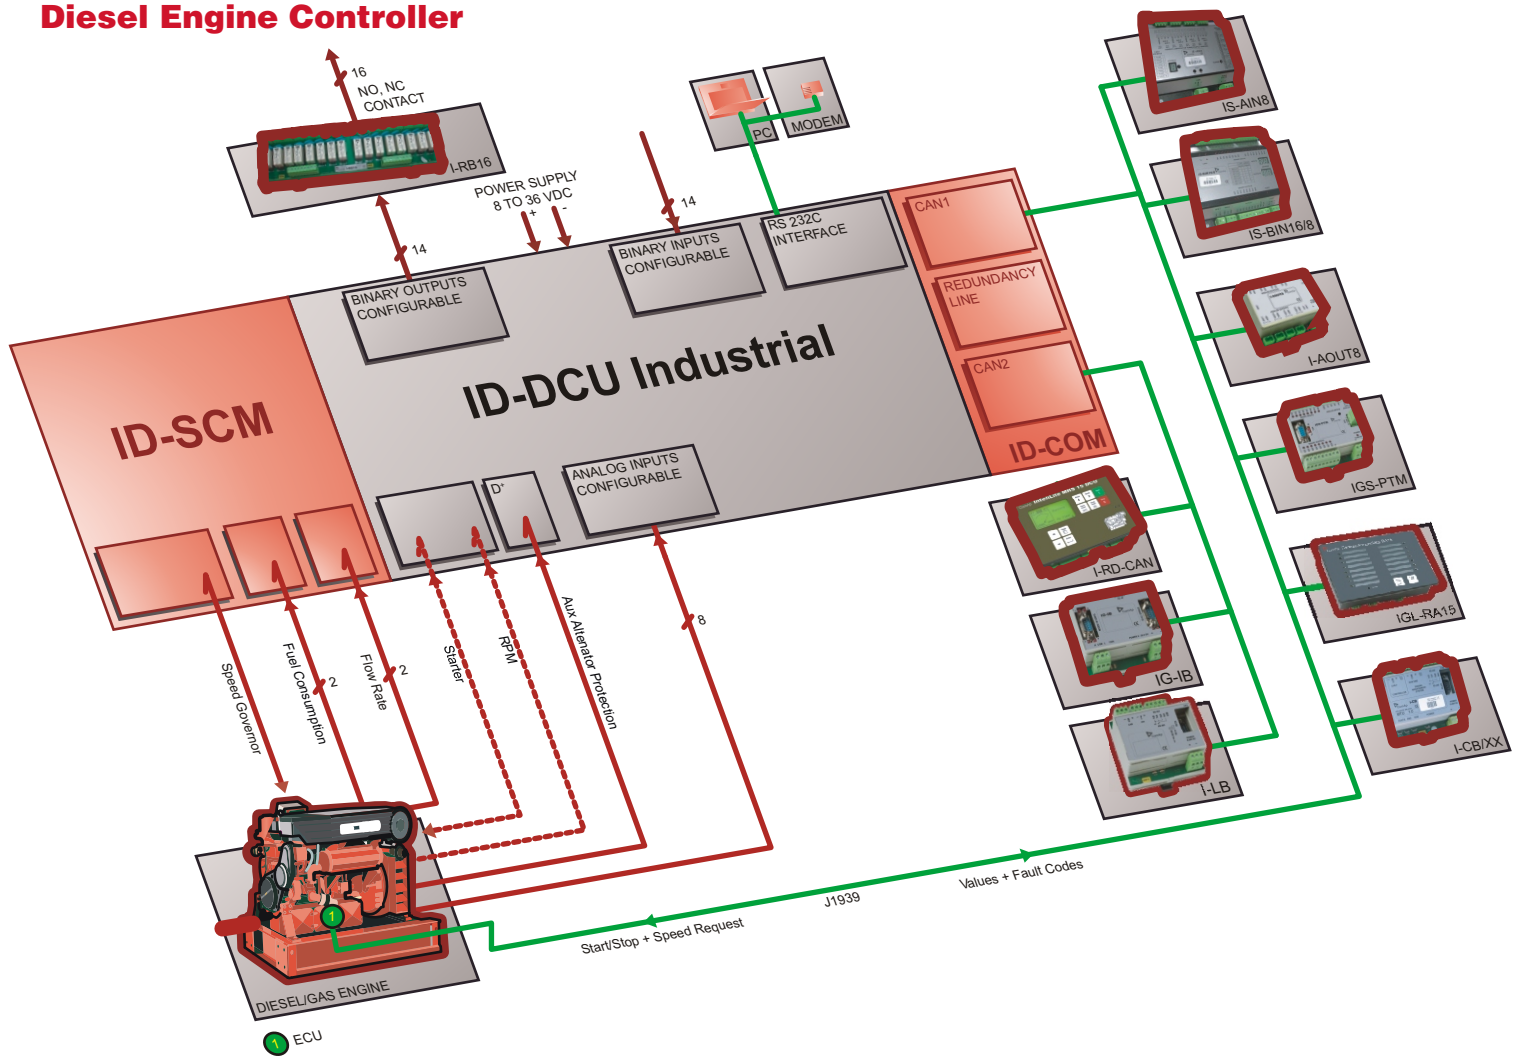 Diesel Engine Controller
16
NO, NC
CONTACT
I-RB16
14
POWER SUPPLY
8 TO 36 VDC
+ -
14
PC
MODEM
BINARY OUTPUTS
CONFIGURABLE
BINARY INPUTS
CONFIGURABLE
RS 232C
INTERFACE
CAN1
REDUNDANCY
LINE
CAN2
ID-COM
ID-SCM
ID-DCU Industrial
D+
ANALOG INPUTS
CONFIGURABLE
IS-AIN8
IS-BIN16/8
I-AOUT8
IGS-PTM
IGL-RA15
I-CB/XX
I-RD-CAN
IG-IB
I-LB
Speed Governor
Fuel Consumption
2
Flow Rate
2
Starter
RPM
Aux Altenator Protection
8
Values + Fault Codes
J1939
Start/Stop + Speed Request
1
DIESEL/GAS ENGINE
1 ECU